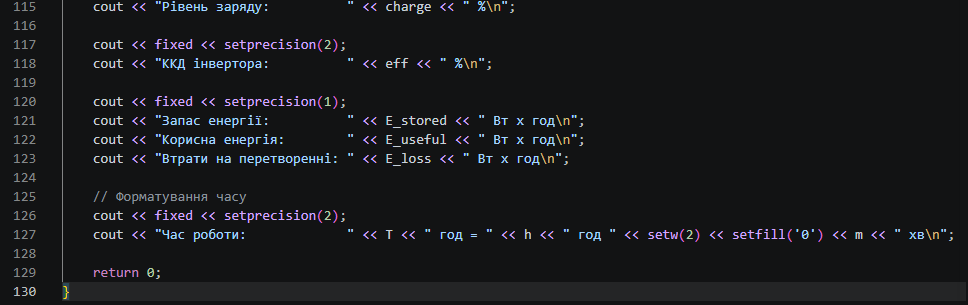 115 cout << "Рівень заряду:          " << charge << " %\n";
116
117 cout << fixed << setprecision(2);
118 cout << "ККД інвертора:          " << eff << " %\n";
119
120 cout << fixed << setprecision(1);
121 cout << "Запас енергії:          " << E_stored << " Вт х год\n";
122 cout << "Корисна енергія:        " << E_useful << " Вт х год\n";
123 cout << "Втрати на перетворенні: " << E_loss << " Вт х год\n";
124
125 // Форматування часу
126 cout << fixed << setprecision(2);
127 cout << "Час роботи:             " << T << " год = " << h << " год " << setw(2) << setfill('0') << m << " хв\n";
128
129 return 0;
130 }